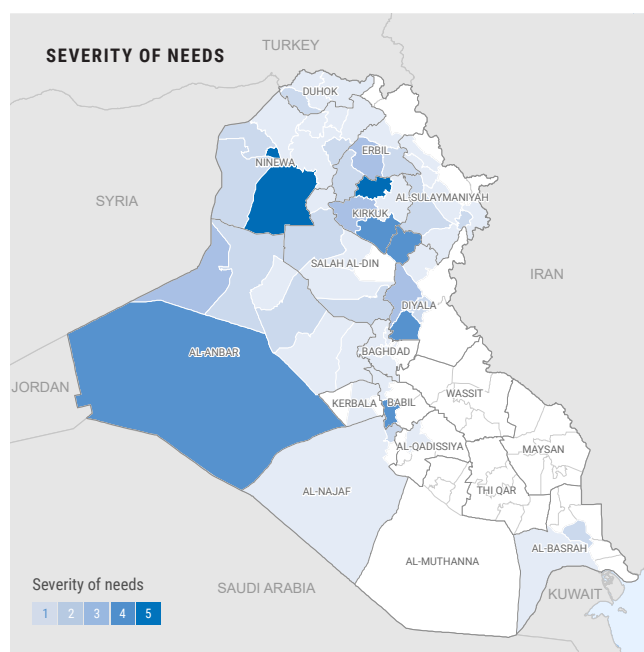 TURKEY
SEVERITY OF NEEDS
DUHOK
ERBIL
NINEWA
AL-SULAYMANIYAH
SYRIA
KIRKUK
SALAH AL-DIN
IRAN
DIYALA
AL-ANBAR
BAGHDAD
JORDAN
WASSIT
KERBALA
BABIL
AL-QADISSIYA
MAYSAN
AL-NAJAF
THI QAR
AL-BASRAH
AL-MUTHANNA
Severity of needs
SAUDI ARABIA
KUWAIT
1 2 3 4 5